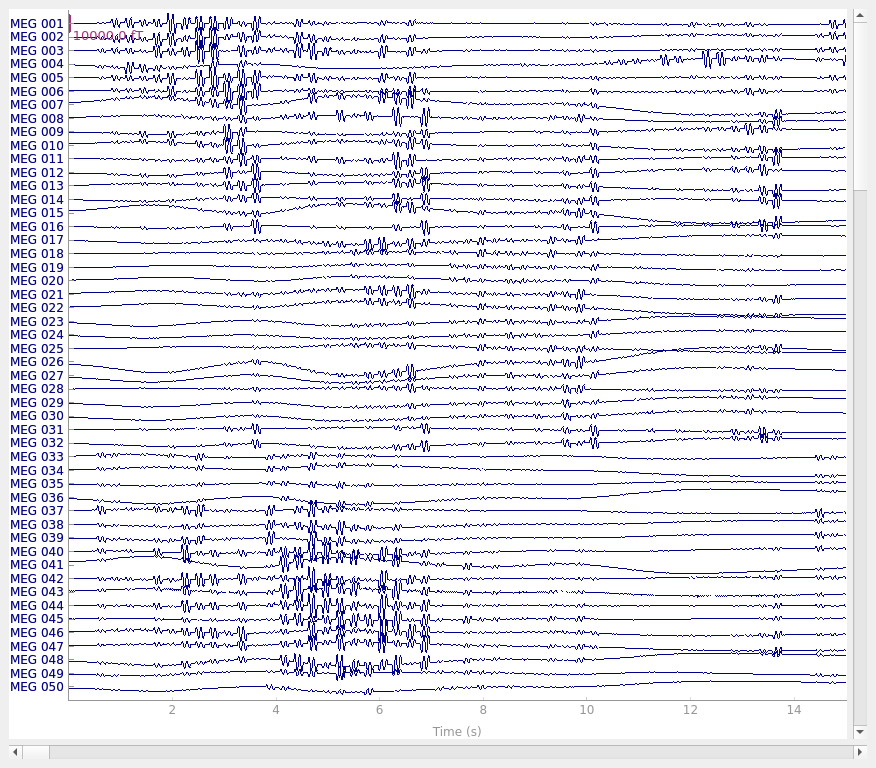 MEG 001
10000.0 fT
MEG 002
MEG 003
MEG 004
MEG 005
MEG 006
MEG 007
MEG 008
MEG 009
MEG 010
MEG 011
MEG 012
MEG 013
MEG 014
MEG 015
MEG 016
MEG 017
MEG 018
MEG 019
MEG 020
MEG 021
MEG 022
MEG 023
MEG 024
MEG 025
MEG 026
MEG 027
MEG 028
MEG 029
MEG 030
MEG 031
MEG 032
MEG 033
MEG 034
MEG 035
MEG 036
MEG 037
MEG 038
MEG 039
MEG 040
MEG 041
MEG 042
MEG 043
MEG 044
MEG 045
MEG 046
MEG 047
MEG 048
MEG 049
MEG 050
2 4 6 8 10 12 14
Time (s)